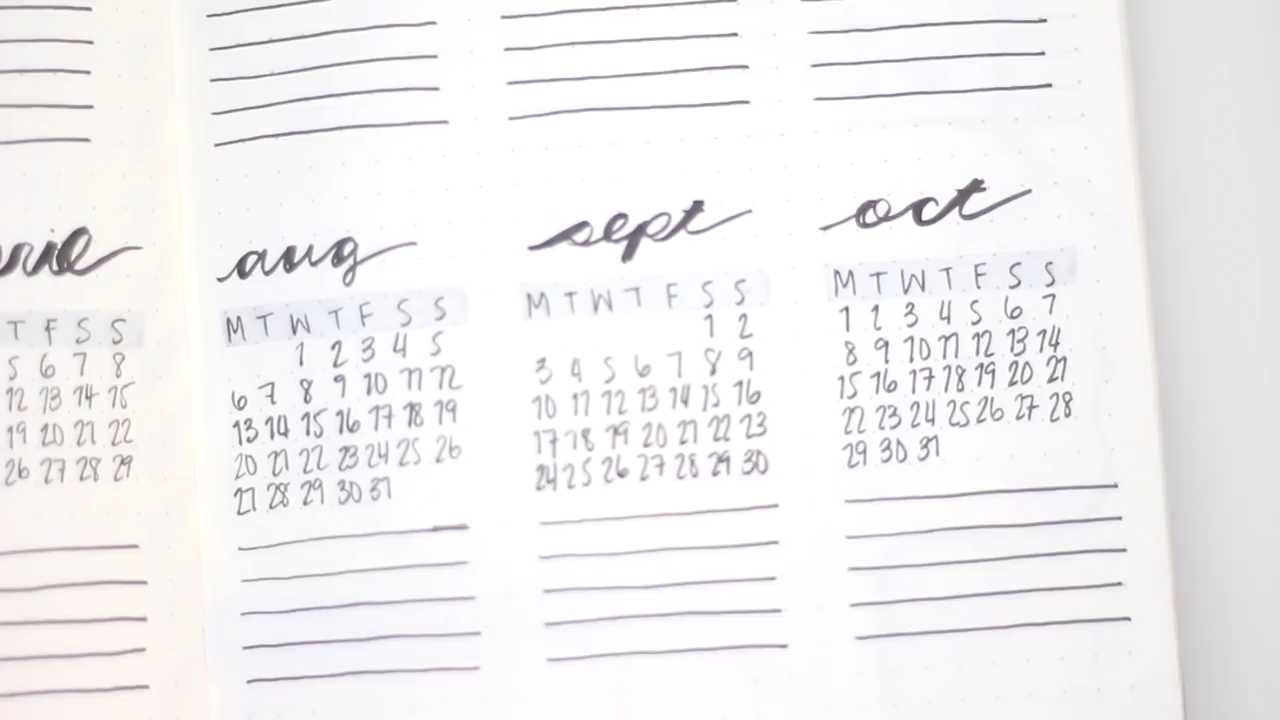 T F S S
5 6 7 8
12 13 14 15
19 20 21 22
26 27 28 29
aug
M T W T F S S
1 2 3 4 5
6 7 8 9 10 11 12
13 14 15 16 17 18 19
20 21 22 23 24 25 26
27 28 29 30 31
sept
M T W T F S S
1 2
3 4 5 6 7 8 9
10 11 12 13 14 15 16
17 18 19 20 21 22 23
24 25 26 27 28 29 30
oct
M T W T F S S
1 2 3 4 5 6 7
8 9 10 11 12 13 14
15 16 17 18 19 20 21
22 23 24 25 26 27 28
29 30 31